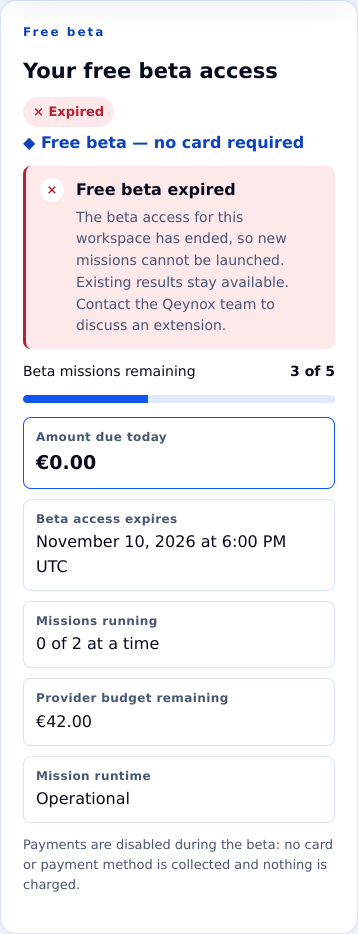 Free beta
Your free beta access
× Expired
◆ Free beta — no card required
× Free beta expired
The beta access for this
workspace has ended, so new
missions cannot be launched.
Existing results stay available.
Contact the Qeynox team to
discuss an extension.
Beta missions remaining 3 of 5
Amount due today
€0.00
Beta access expires
November 10, 2026 at 6:00 PM
UTC
Missions running
0 of 2 at a time
Provider budget remaining
€42.00
Mission runtime
Operational
Payments are disabled during the beta: no card
or payment method is collected and nothing is
charged.